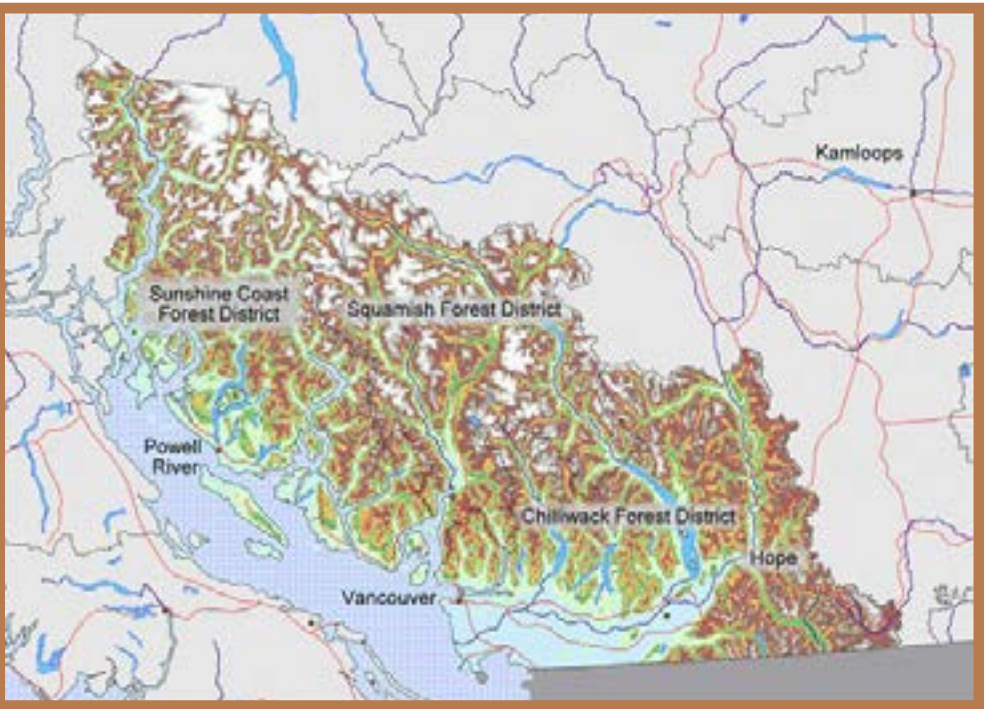 Kamloops
Sunshine Coast
Forest District
Squamish Forest District
Powell
River
Chilliwack Forest District
Hope
Vancouver